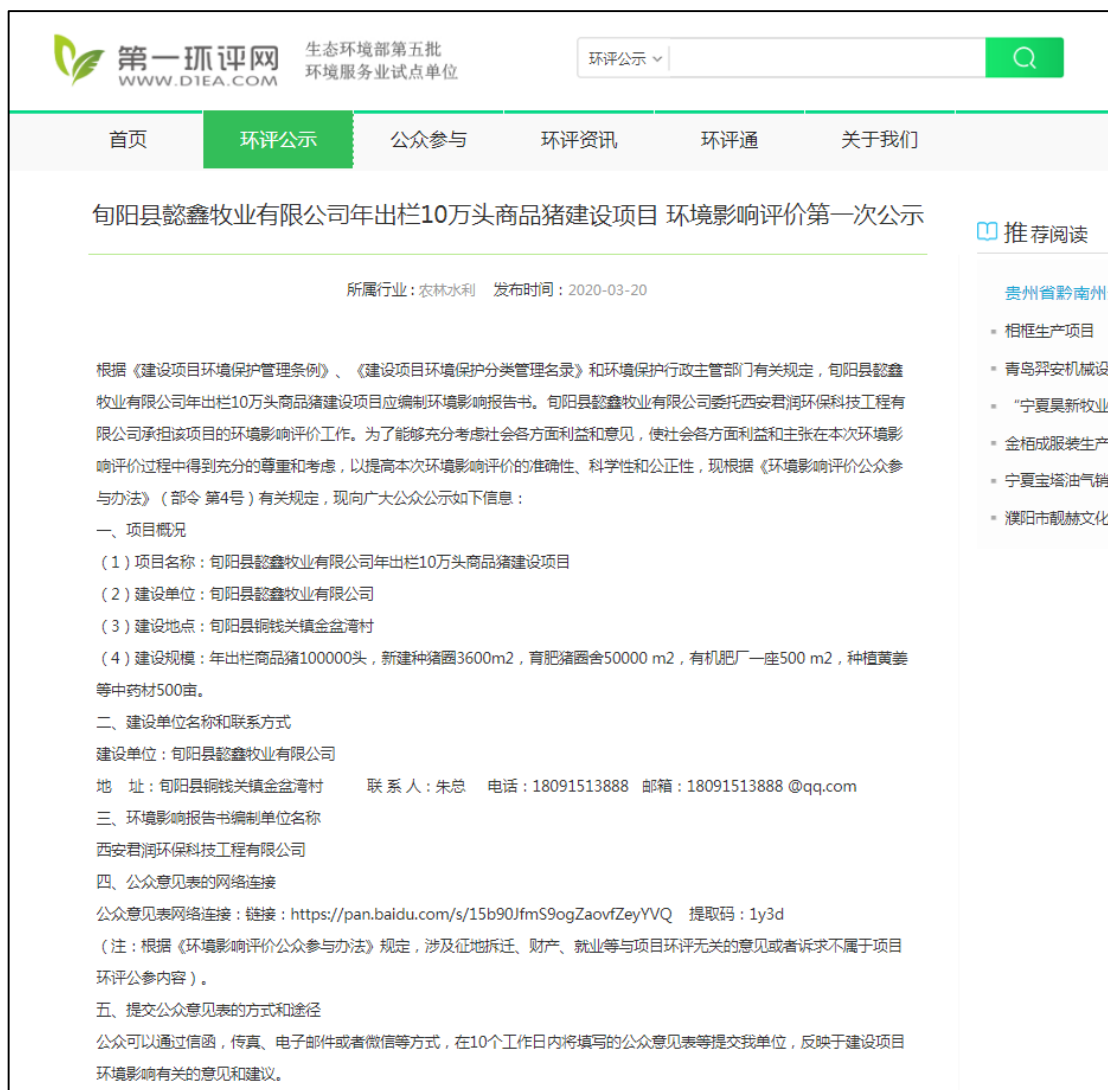 第一环评网
WWW.D1EA.COM
生态环境部第五批
环境服务业试点单位
环评公示
首页
环评公示
公众参与
环评资讯
环评通
关于我们
旬阳县懿鑫牧业有限公司年出栏10万头商品猪建设项目 环境影响评价第一次公示
所属行业：农林水利 发布时间：2020-03-20
根据《建设项目环境保护管理条例》、《建设项目环境保护分类管理名录》和环境保护行政主管部门有关规定，旬阳县懿鑫
牧业有限公司年出栏10万头商品猪建设项目应编制环境影响报告书。旬阳县懿鑫牧业有限公司委托西安君润环保科技工程有
限公司承担该项目的环境影响评价工作。为了能够充分考虑社会各方面利益和意见，使社会各方面利益和主张在本次环境影
响评价过程中得到充分的尊重和考虑，以提高本次环境影响评价的准确性、科学性和公正性，现根据《环境影响评价公众参
与办法》（部令 第4号）有关规定，现向广大公众公示如下信息：
一、项目概况
（1）项目名称：旬阳县懿鑫牧业有限公司年出栏10万头商品猪建设项目
（2）建设单位：旬阳县懿鑫牧业有限公司
（3）建设地点：旬阳县铜钱关镇金盆湾村
（4）建设规模：年出栏商品猪100000头，新建种猪圈3600m2，育肥猪圈舍50000 m2，有机肥厂一座500 m2，种植黄姜
等中药材500亩。
二、建设单位名称和联系方式
建设单位：旬阳县懿鑫牧业有限公司
地 址：旬阳县铜钱关镇金盆湾村 联 系 人：朱总 电话：18091513888 邮箱：18091513888 @qq.com
三、环境影响报告书编制单位名称
西安君润环保科技工程有限公司
四、公众意见表的网络连接
公众意见表网络连接：链接：https://pan.baidu.com/s/15b90JfmS9ogZaovfZeyYVQ 提取码：1y3d
（注：根据《环境影响评价公众参与办法》规定，涉及征地拆迁、财产、就业等与项目环评无关的意见或者诉求不属于项目
环评公参内容）。
五、提交公众意见表的方式和途径
公众可以通过信函，传真、电子邮件或者微信等方式，在10个工作日内将填写的公众意见表等提交我单位，反映于建设项目
环境影响有关的意见和建议。
推荐阅读
贵州省黔南州
相框生产项目
青岛羿安机械设
“宁夏昊新牧业
金栢成服装生产
宁夏宝塔油气销
濮阳市靓赫文化